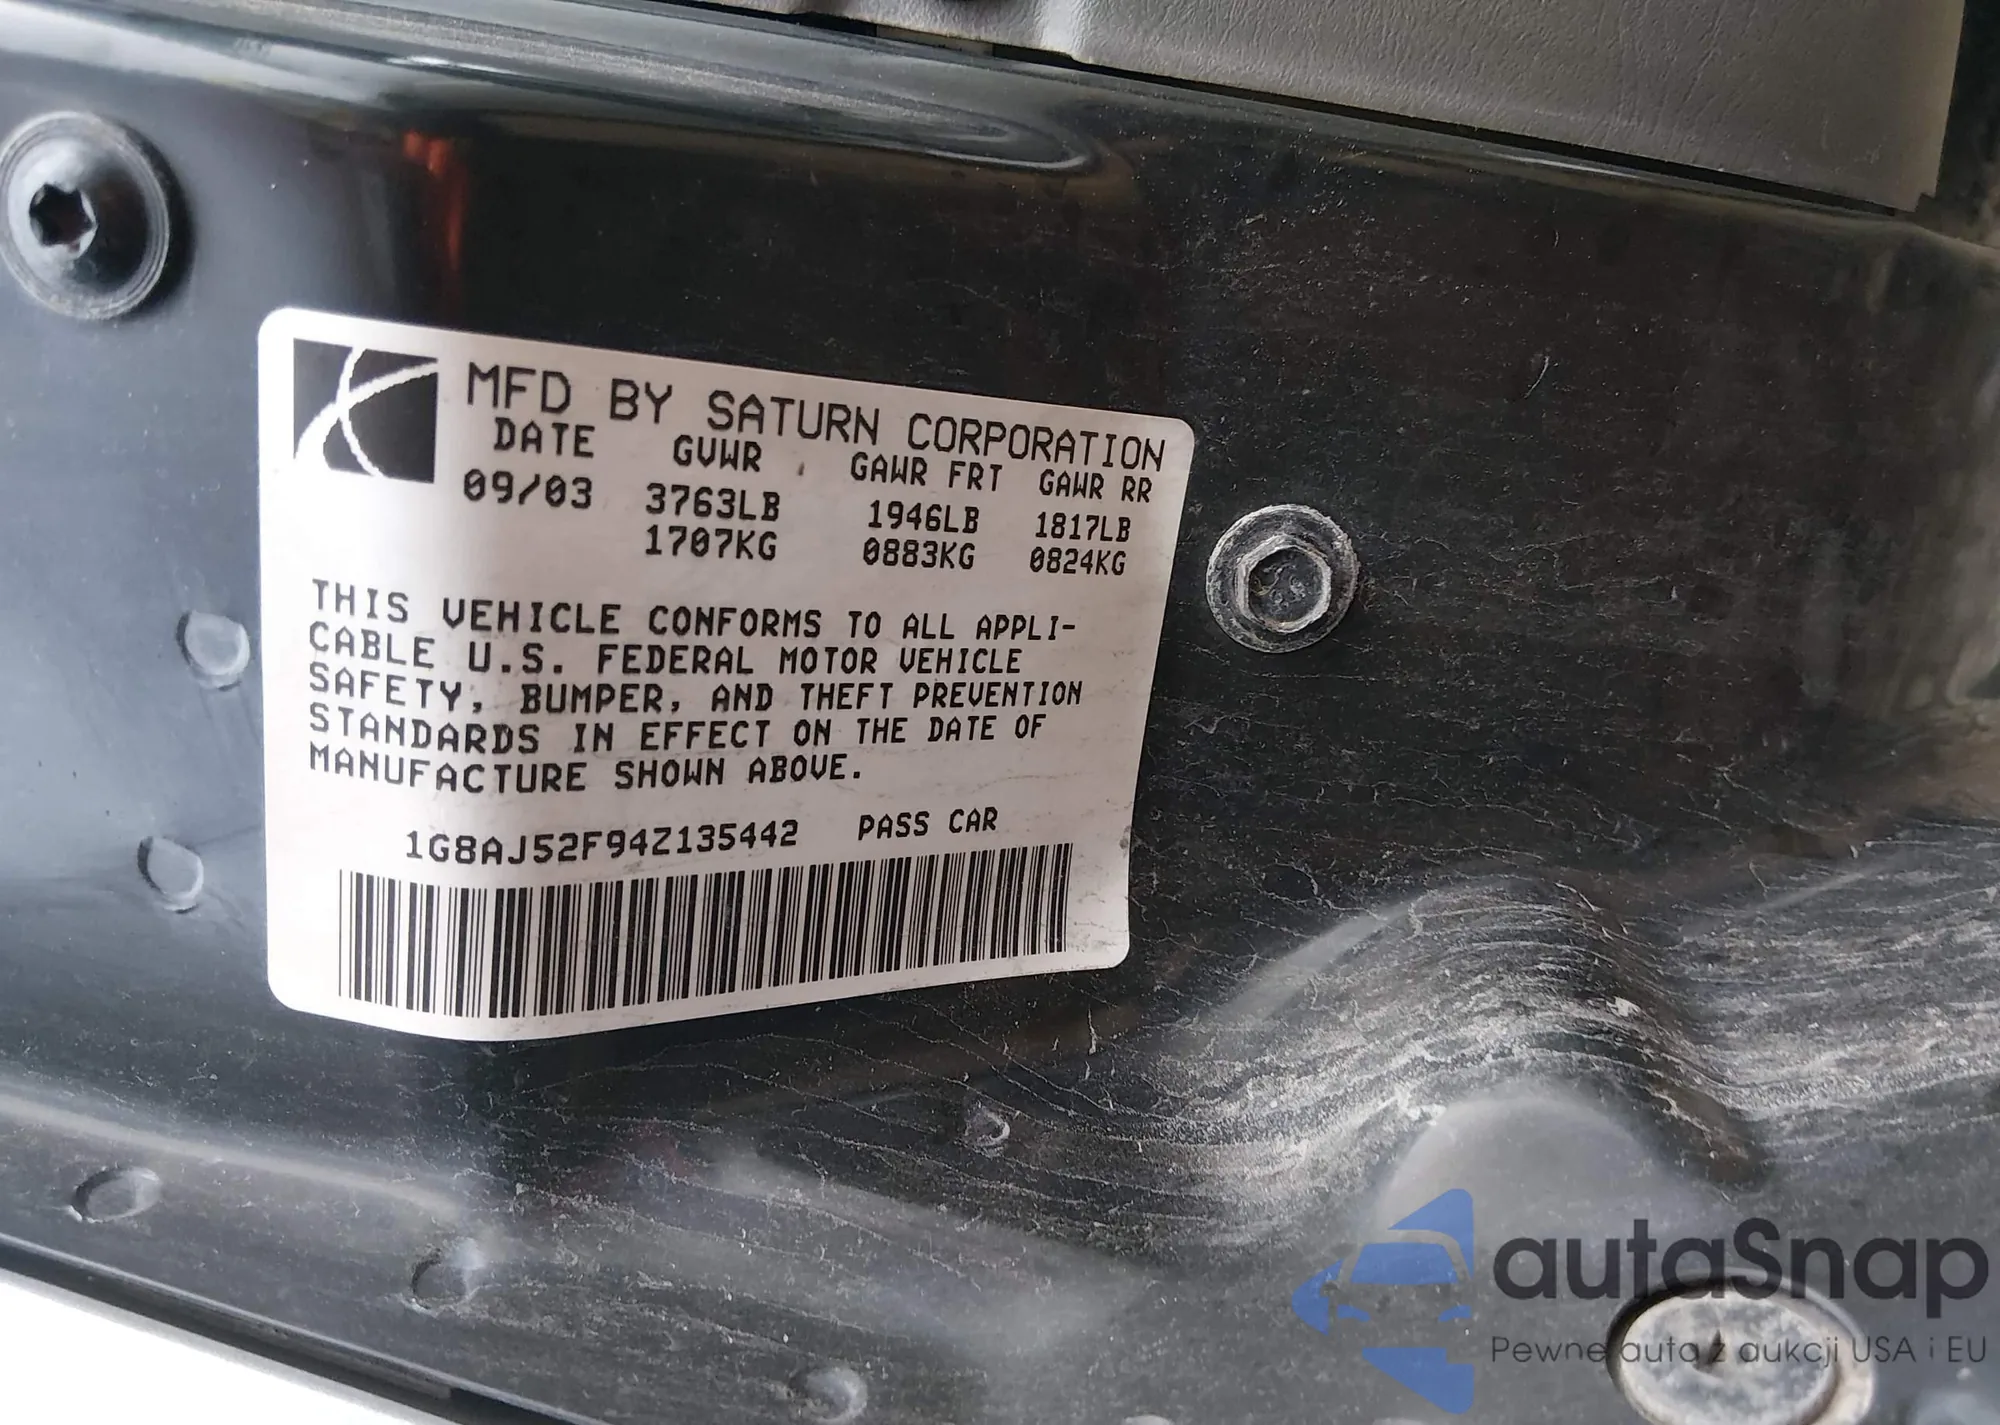 MFD BY SATURN CORPORATION
DATE GVWR GAWR FRT GAWR RR
09/03 3763LB 1946LB 1817LB
1707KG 0883KG 0824KG
THIS VEHICLE CONFORMS TO ALL APPLI-
CABLE U.S. FEDERAL MOTOR VEHICLE
SAFETY, BUMPER, AND THEFT PREVENTION
STANDARDS IN EFFECT ON THE DATE OF
MANUFACTURE SHOWN ABOVE.
1G8AJ52F94Z135442 PASS CAR
autaSnap
Pewne auta z aukcji USA i EU